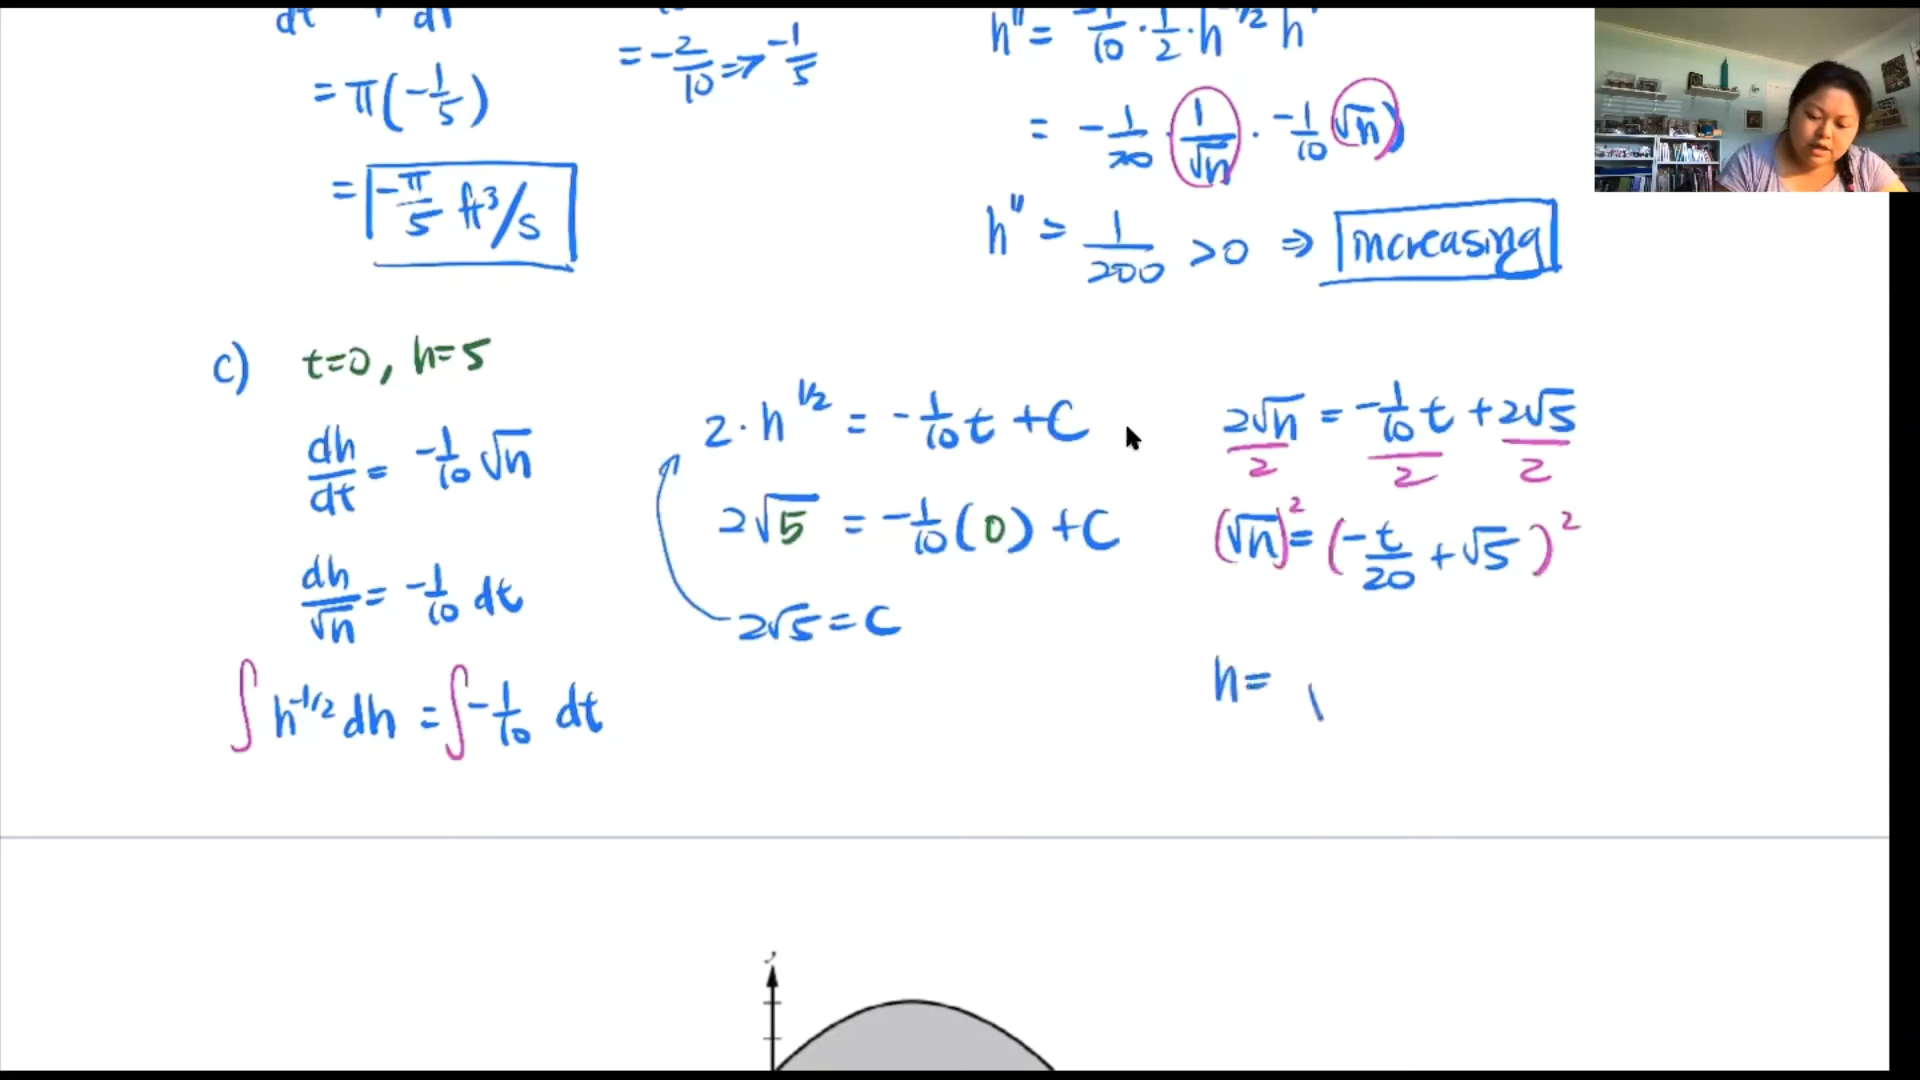 = π(-1/5)
= -π/5 ft³/s
= -2/10 => -1/5
h" = -1/10 · 1/2 · h^-1/2 h'
= -1/20 · 1/√h · -1/10 √h)
h" = 1/200 > 0 ⇒ increasing
c) t=0, h=5
dh/dt = -1/10 √h
dh/√h = -1/10 dt
∫ h^-1/2 dh = ∫ -1/10 dt
2 · h^1/2 = -1/10 t + C
2√5 = -1/10 (0) + C
2√5 = C
2√h = -1/10 t + 2√5
2 2 2
(√h)² = (-t/20 + √5)²
h =